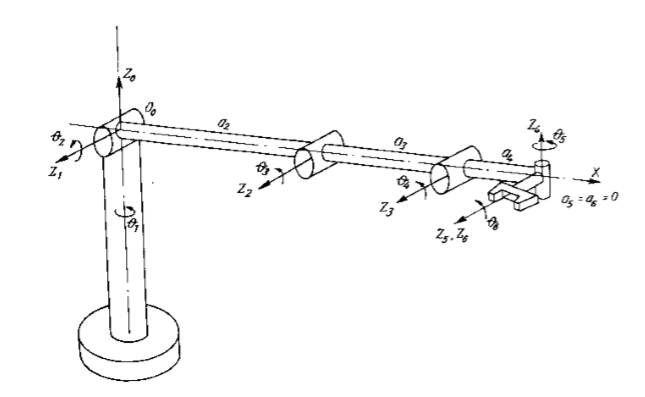 Z₀
O₀
a₂
θ₂
Z₁
a₃
θ₃
Z₂
a₄
θ₄
Z₃
Z₄
θ₅
X
a₅ = a₆ = 0
Z₅, Z₆
θ₆
θ₁